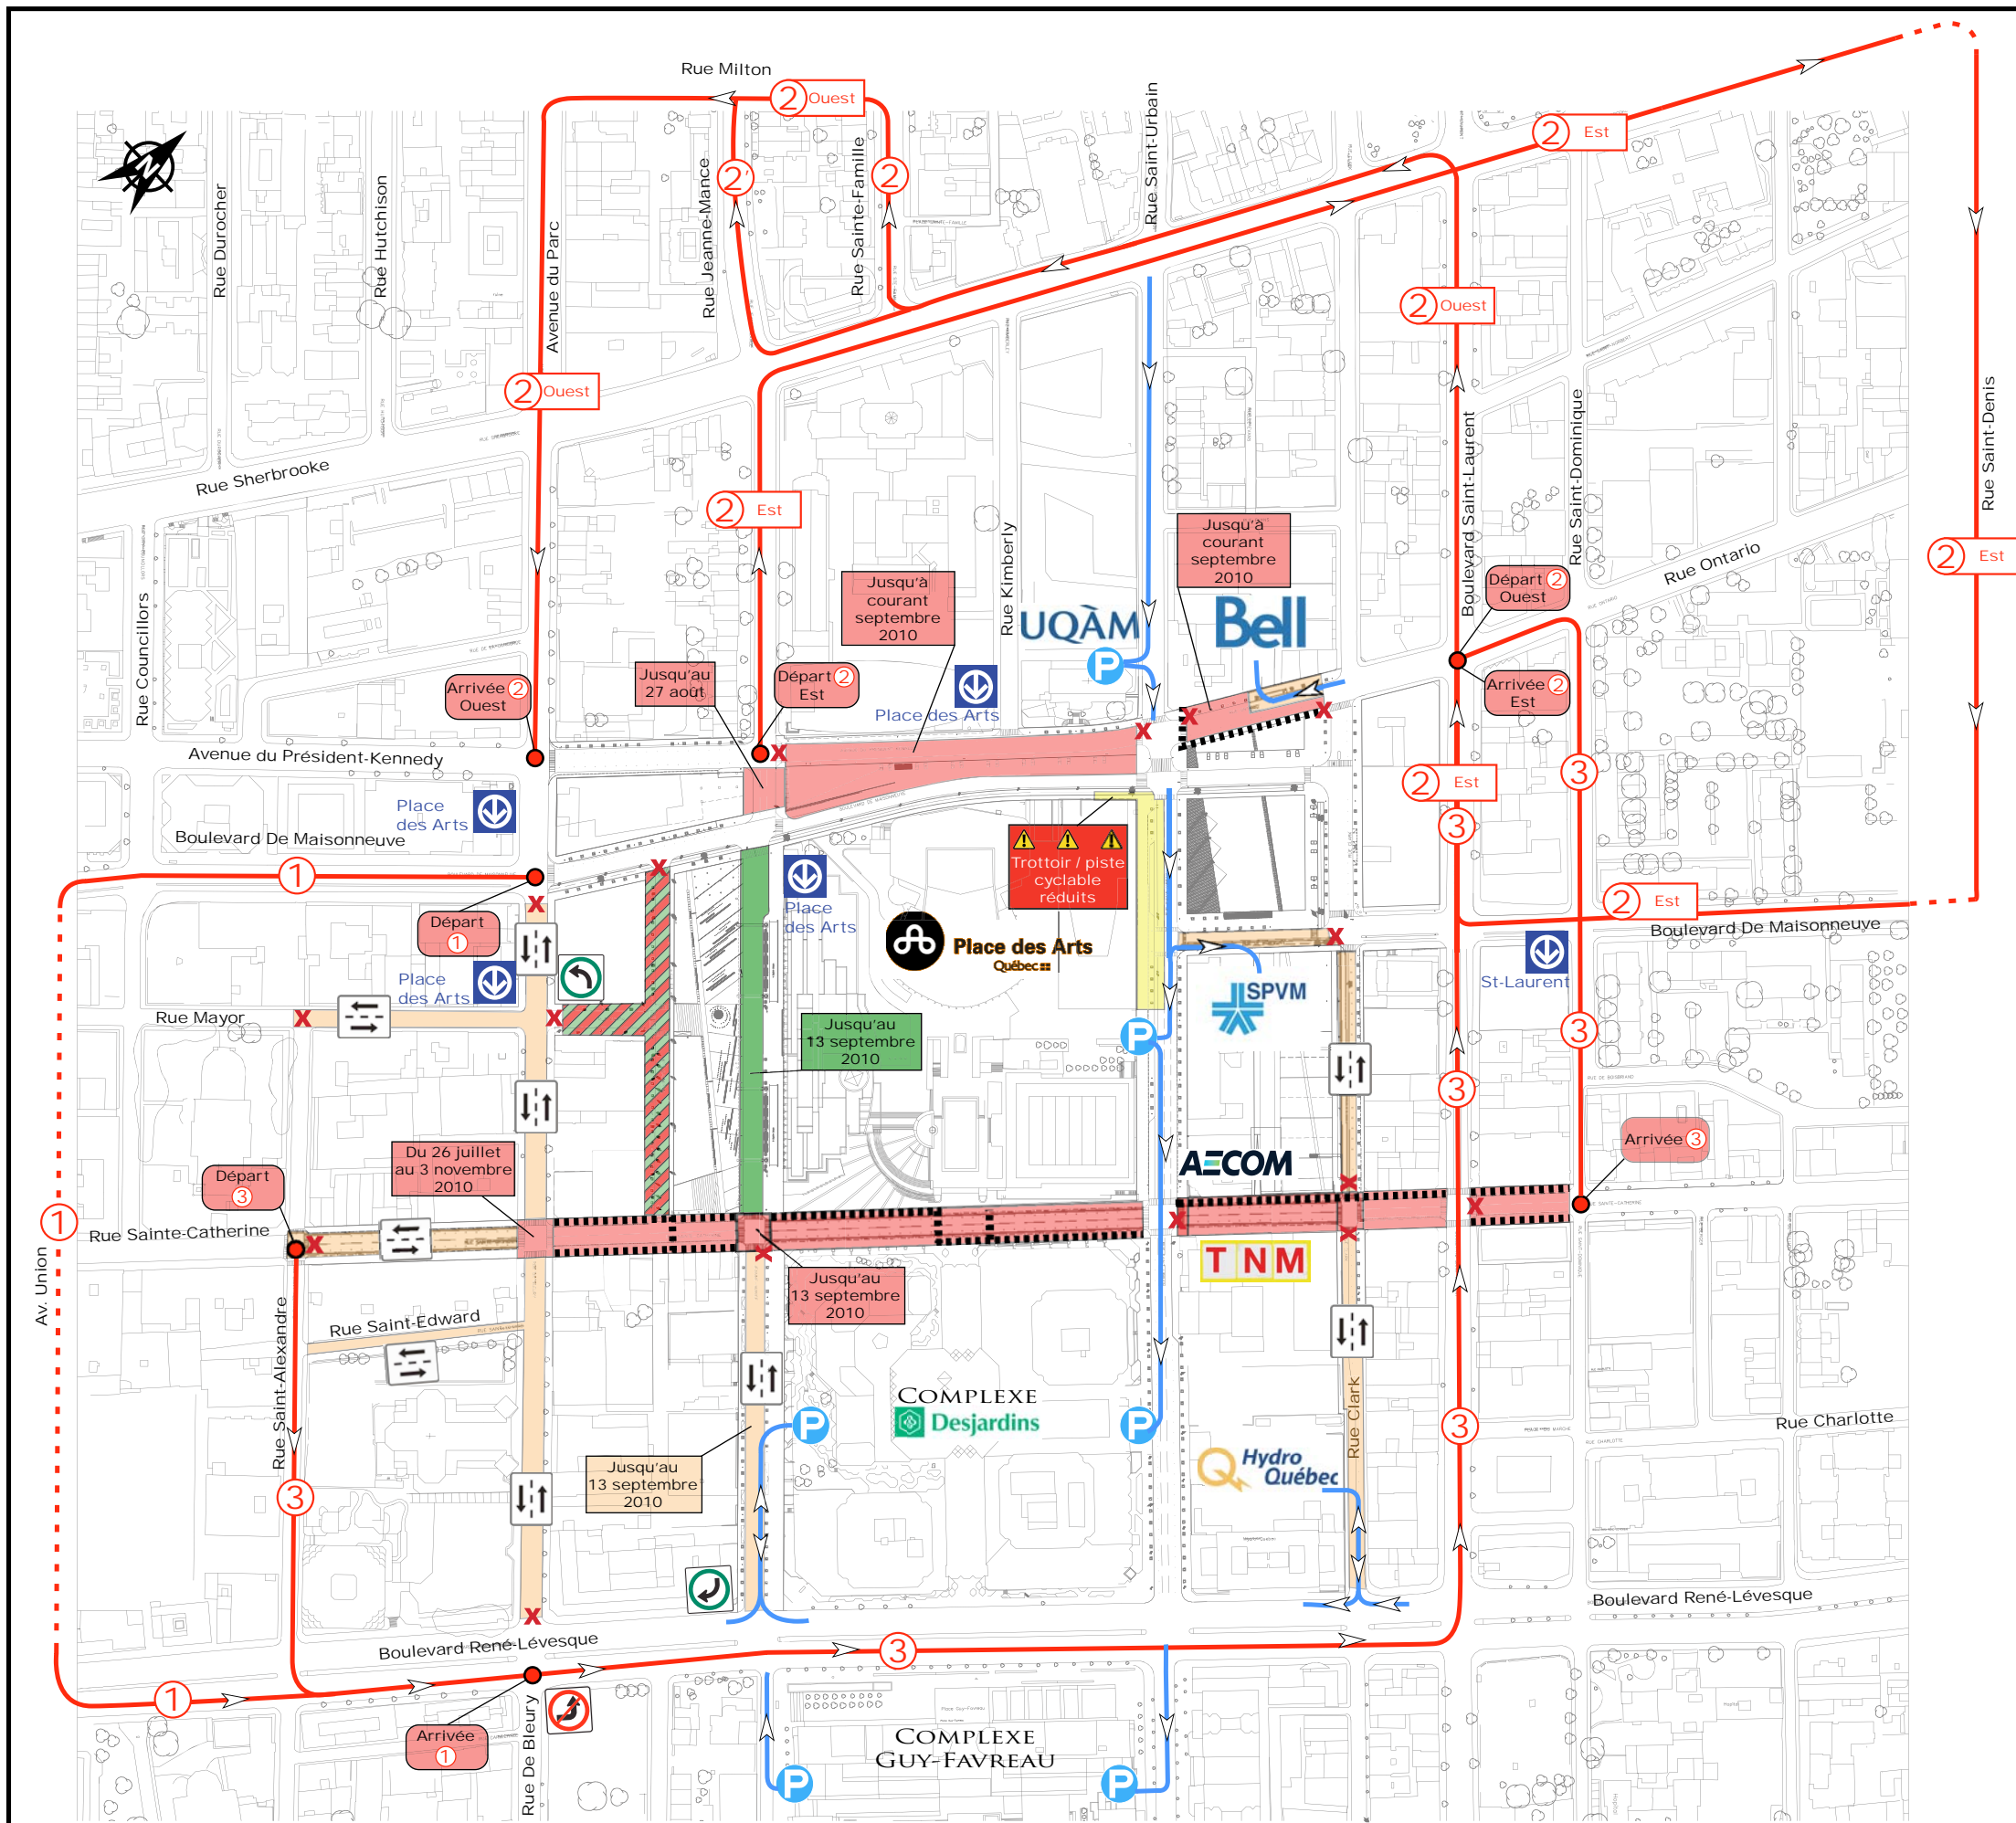 Rue Milton
2 Ouest
2 Est
Rue Durocher
Rue Hutchison
Avenue du Parc
Rue Jeanne-Mance
2'
Rue Sainte-Famille
2
Rue Saint-Urbain
2 Ouest
2 Ouest
Rue Sherbrooke
2 Est
Rue Councillors
Rue Kimberly
Boulevard Saint-Laurent
Rue Saint-Dominique
Rue Saint-Denis
Rue Ontario
2 Est
Jusqu'à
courant
septembre
2010
Jusqu'à
courant
septembre
2010
UQÀM
Bell
P
Départ 2
Ouest
Arrivée 2
Est
Arrivée 2
Ouest
Jusqu'au
27 août
Départ 2
Est
Place des Arts
Avenue du Président-Kennedy
Place
des Arts
Boulevard De Maisonneuve
1
2 Est
3
3
Trottoir / piste
cyclable
réduits
Place
des Arts
Place des Arts
Québec
Départ
1
Place
des Arts
2 Est
Boulevard De Maisonneuve
St-Laurent
SPVM
Rue Mayor
Jusqu'au
13 septembre
2010
P
3
3
Du 26 juillet
au 3 novembre
2010
AECOM
Arrivée 3
Départ
3
1
Rue Sainte-Catherine
Av. Union
TNM
Jusqu'au
13 septembre
2010
Rue Saint-Edward
Rue Saint-Alexandre
Complexe
Desjardins
P
P
Rue Clark
3
Rue Charlotte
Hydro
Québec
Jusqu'au
13 septembre
2010
3
Boulevard René-Lévesque
Boulevard René-Lévesque
3
1
Rue De Bleury
Arrivée
1
Complexe
Guy-Favreau
P
P